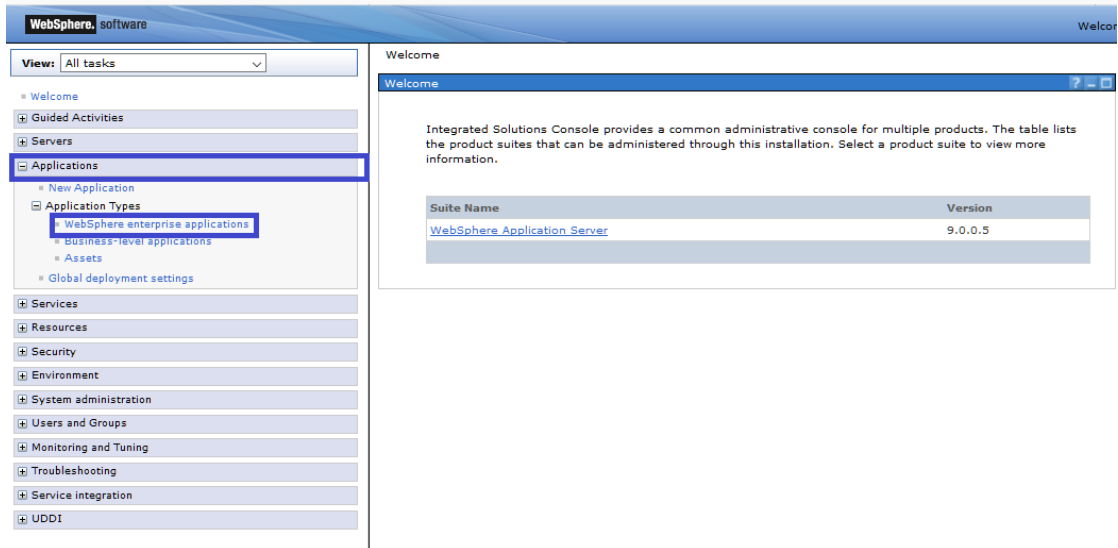 WebSphere. software
Welcom
View: All tasks
Welcome
Guided Activities
Servers
Applications
New Application
Application Types
WebSphere enterprise applications
Business-level applications
Assets
Global deployment settings
Services
Resources
Security
Environment
System administration
Users and Groups
Monitoring and Tuning
Troubleshooting
Service integration
UDDI
Welcome
Welcome
?
Integrated Solutions Console provides a common administrative console for multiple products. The table lists
the product suites that can be administered through this installation. Select a product suite to view more
information.
Suite Name Version
WebSphere Application Server 9.0.0.5